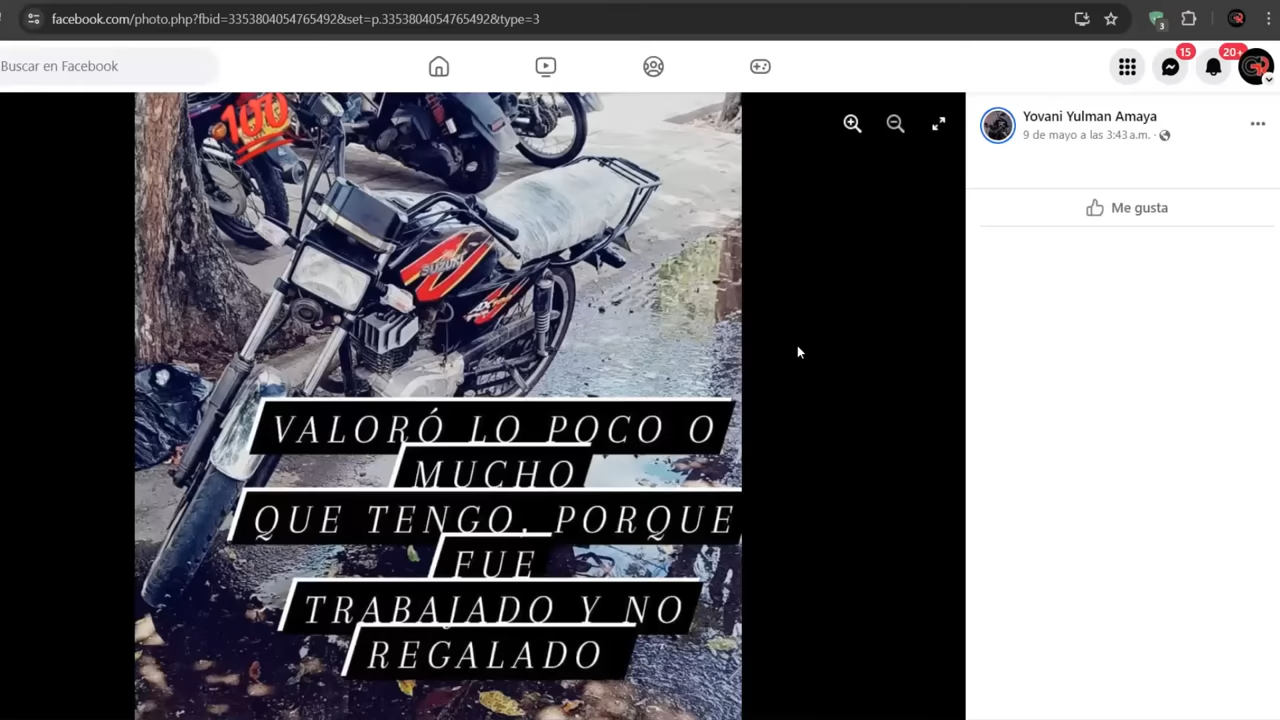 facebook.com/photo.php?fbid=3353804054765492&set=p.3353804054765492&type=3
3
Buscar en Facebook
15
20+
Yovani Yulman Amaya
9 de mayo a las 3:43 a.m. ·
Me gusta
100
SUZUKI
VALORÓ LO POCO O
MUCHO
QUE TENGO, PORQUE
FUE
TRABAJADO Y NO
REGALADO